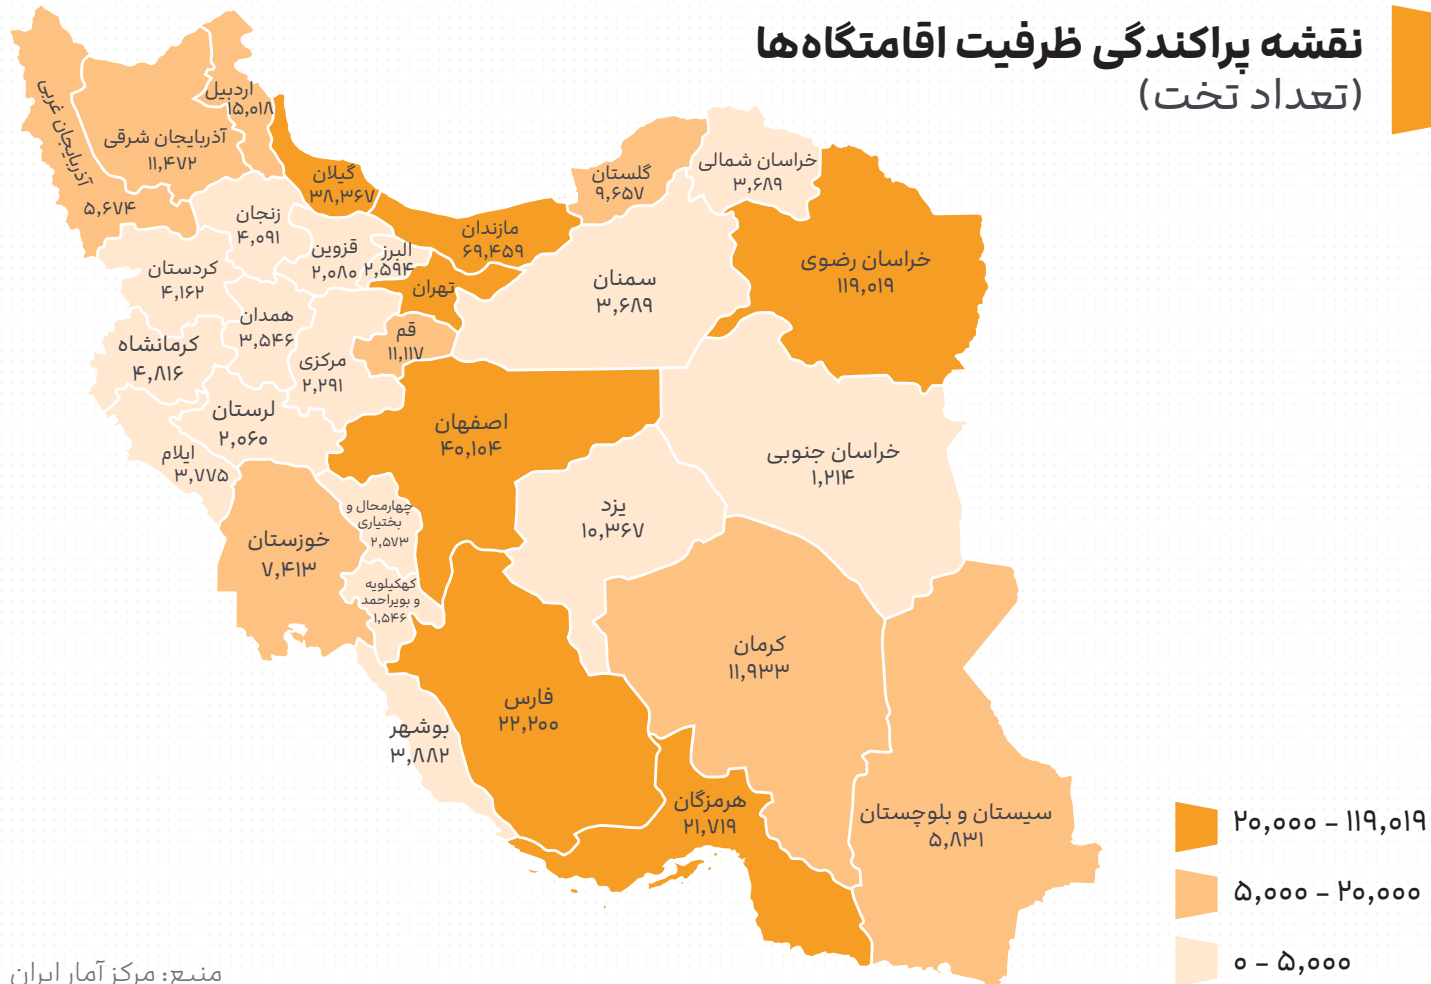 نقشه پراکندگی ظرفیت اقامتگاه‌ها
(تعداد تخت)
اردبیل
۱۵,۰۱۸
آذربایجان شرقی
۱۱,۴۷۲
آذربایجان غربی
۵,۶۷۴
گیلان
۳۸,۳۶۷
مازندان
۶۹,۴۵۹
گلستان
۹,۶۵۷
خراسان شمالی
۳,۶۸۹
خراسان رضوی
۱۱۹,۰۱۹
زنجان
۴,۰۹۱
قزوین
۲,۰۸۰
البرز
۲,۵۹۴
تهران
سمنان
۳,۶۸۹
کردستان
۴,۱۶۲
همدان
۳,۵۴۶
قم
۱۱,۱۱۷
کرمانشاه
۴,۸۱۶
مرکزی
۲,۲۹۱
لرستان
۲,۰۶۰
ایلام
۳,۷۷۵
اصفهان
۴۰,۱۰۴
خراسان جنوبی
۱,۲۱۴
یزد
۱۰,۳۶۷
چهارمحال و
بختیاری
۲,۵۷۳
خوزستان
۷,۴۱۳
کهکیلویه
و بویراحمد
۱,۵۴۶
کرمان
۱۱,۹۳۳
فارس
۲۲,۲۰۰
بوشهر
۳,۸۸۲
هرمزگان
۲۱,۷۱۹
سیستان و بلوچستان
۵,۸۳۱
۲۰,۰۰۰ – ۱۱۹,۰۱۹
۵,۰۰۰ – ۲۰,۰۰۰
۰ – ۵,۰۰۰
منبع: مرکز آمار ایران